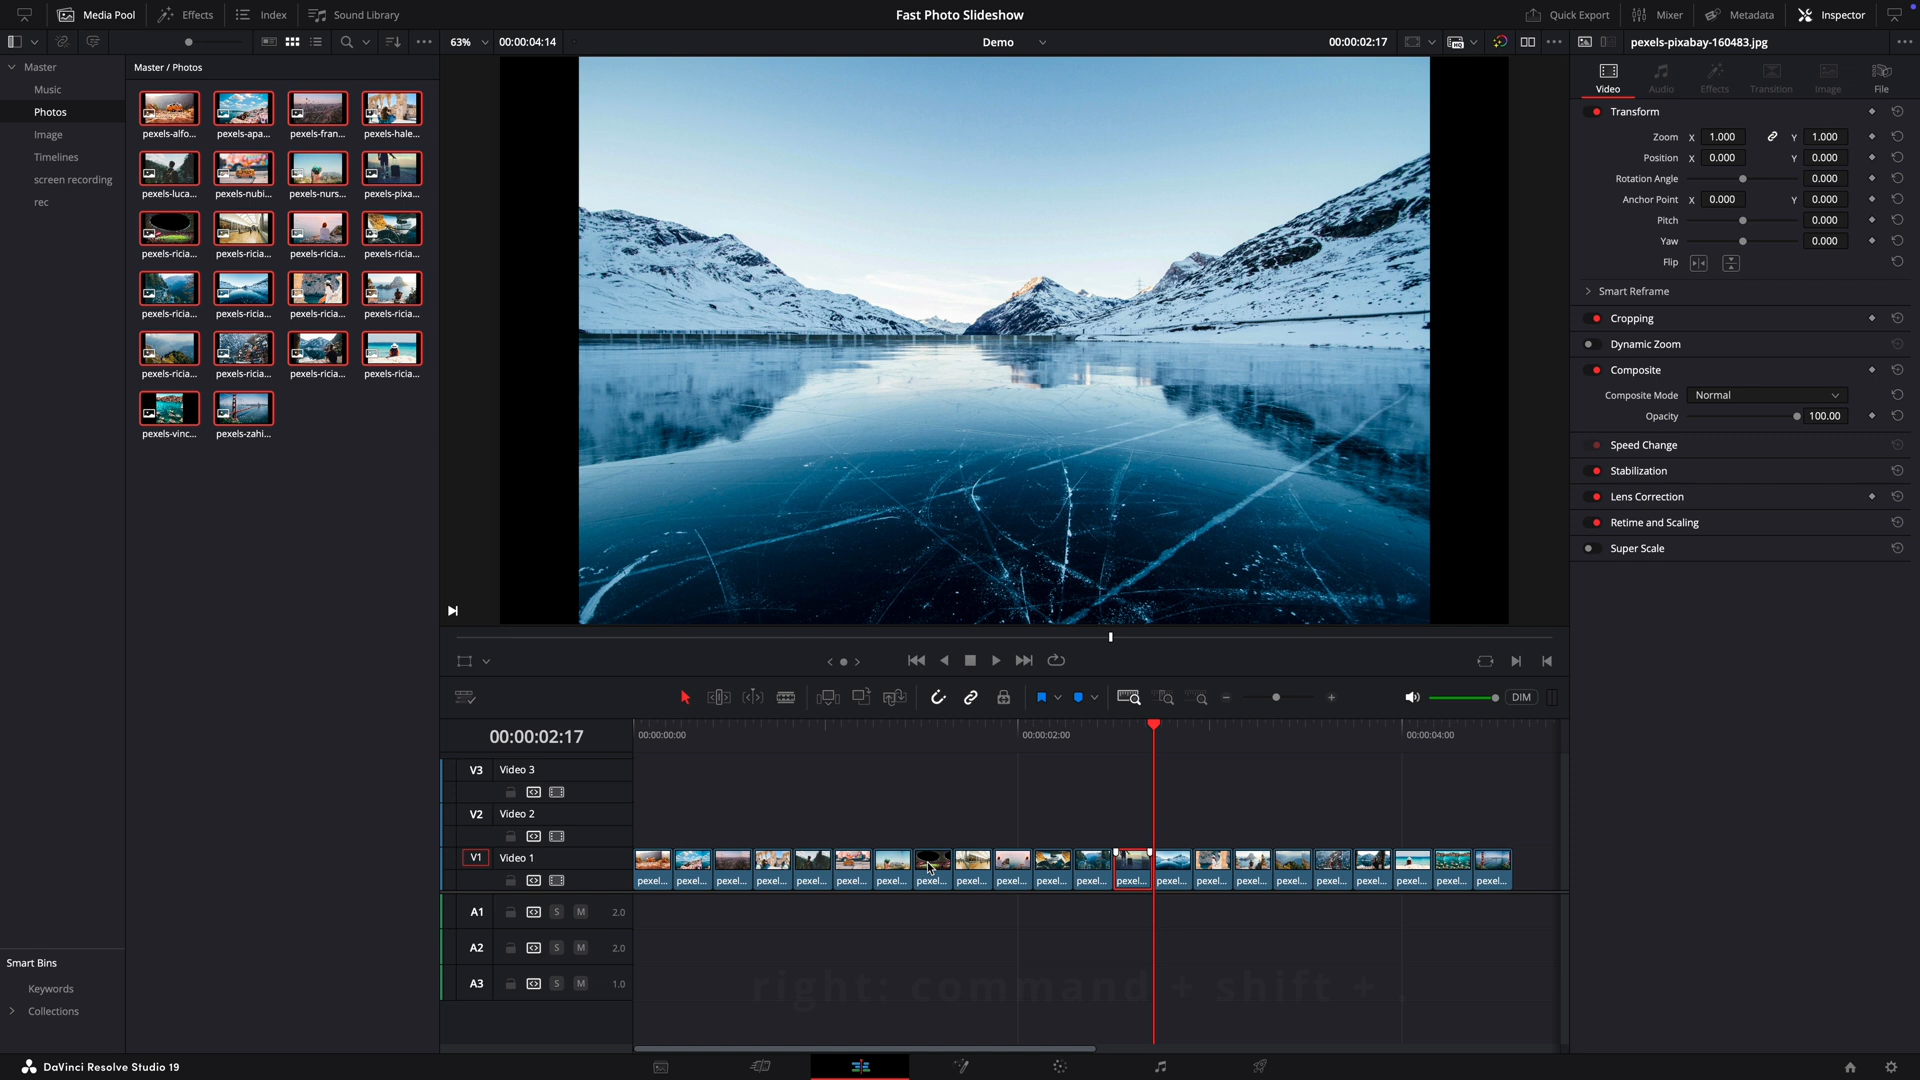 Media Pool
Effects
Index
Sound Library
Fast Photo Slideshow
Quick Export
Mixer
Metadata
Inspector
63%
00:00:04:14
Demo
00:00:02:17
pexels-pixabay-160483.jpg
Master
Music
Photos
Image
Timelines
screen recording
rec
Master / Photos
pexels-alfo...
pexels-apa...
pexels-fran...
pexels-hale...
pexels-luca...
pexels-nubi...
pexels-nurs...
pexels-pixa...
pexels-ricia...
pexels-ricia...
pexels-ricia...
pexels-ricia...
pexels-ricia...
pexels-ricia...
pexels-ricia...
pexels-ricia...
pexels-ricia...
pexels-ricia...
pexels-ricia...
pexels-ricia...
pexels-vinc...
pexels-zahi...
Video
Audio
Effects
Transition
Image
File
Transform
Zoom X 1.000 Y 1.000
Position X 0.000 Y 0.000
Rotation Angle 0.000
Anchor Point X 0.000 Y 0.000
Pitch 0.000
Yaw 0.000
Flip
Smart Reframe
Cropping
Dynamic Zoom
Composite
Composite Mode Normal
Opacity 100.00
Speed Change
Stabilization
Lens Correction
Retime and Scaling
Super Scale
DIM
00:00:02:17
00:00:00:00
00:00:02:00
00:00:04:00
V3 Video 3
V2 Video 2
V1 Video 1
pexel... pexel... pexel... pexel... pexel... pexel... pexel... pexel... pexel... pexel... pexel... pexel... pexel... pexel... pexel... pexel... pexel... pexel... pexel... pexel... pexel... pexel...
A1 S M 2.0
A2 S M 2.0
A3 S M 1.0
right: command + shift + .
Smart Bins
Keywords
Collections
DaVinci Resolve Studio 19